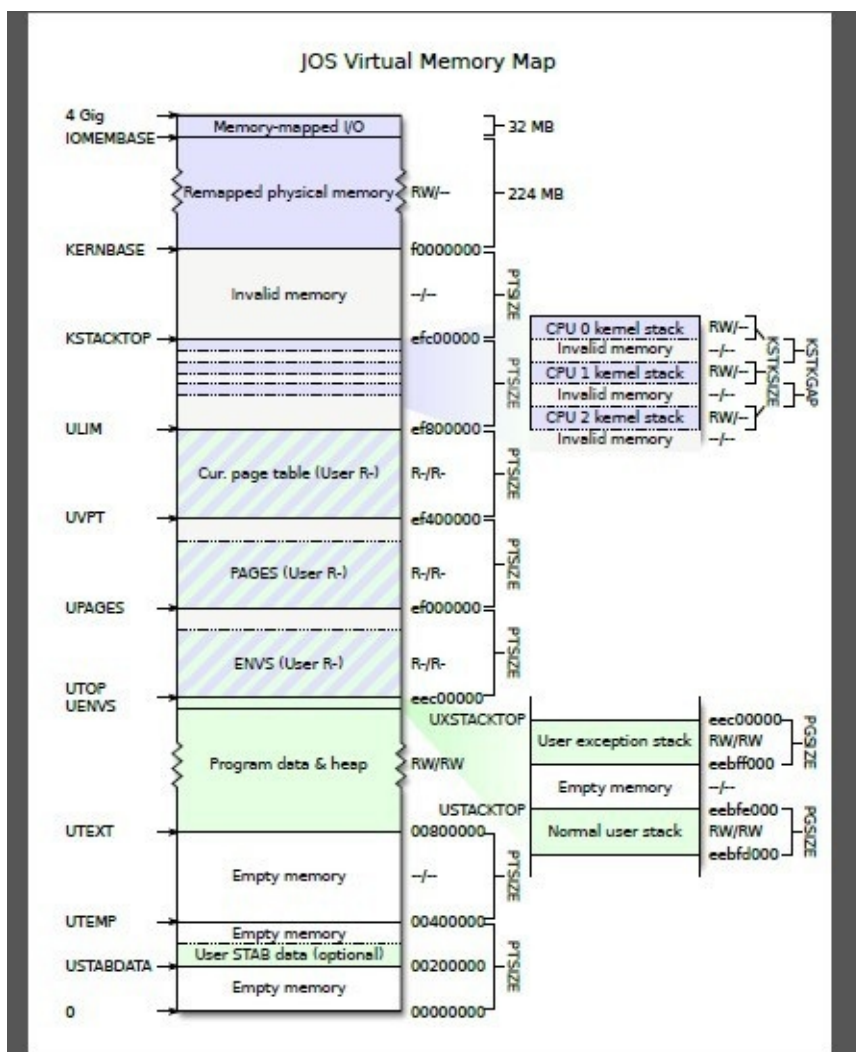 JOS Virtual Memory Map
4 Gig
Memory-mapped I/O
32 MB
IOMEMBASE
Remapped physical memory
RW/--
224 MB
KERNBASE
f0000000
Invalid memory
--/--
PTSIZE
KSTACKTOP
efc00000
PTSIZE
CPU 0 kernel stack
RW/--
Invalid memory
--/--
CPU 1 kernel stack
RW/--
Invalid memory
--/--
CPU 2 kernel stack
RW/--
Invalid memory
--/--
KSTKSIZE
KSTKGAP
ULIM
ef800000
Cur. page table (User R-)
R-/R-
PTSIZE
UVPT
ef400000
PAGES (User R-)
R-/R-
PTSIZE
UPAGES
ef000000
ENVS (User R-)
R-/R-
PTSIZE
UTOP
UENVS
eec00000
UXSTACKTOP
eec00000
User exception stack
RW/RW
PGSIZE
eebff000
Empty memory
--/--
USTACKTOP
eebfe000
Normal user stack
RW/RW
PGSIZE
eebfd000
Program data & heap
RW/RW
UTEXT
00800000
Empty memory
--/--
PTSIZE
UTEMP
00400000
Empty memory
User STAB data (optional)
PTSIZE
USTABDATA
00200000
Empty memory
0
00000000